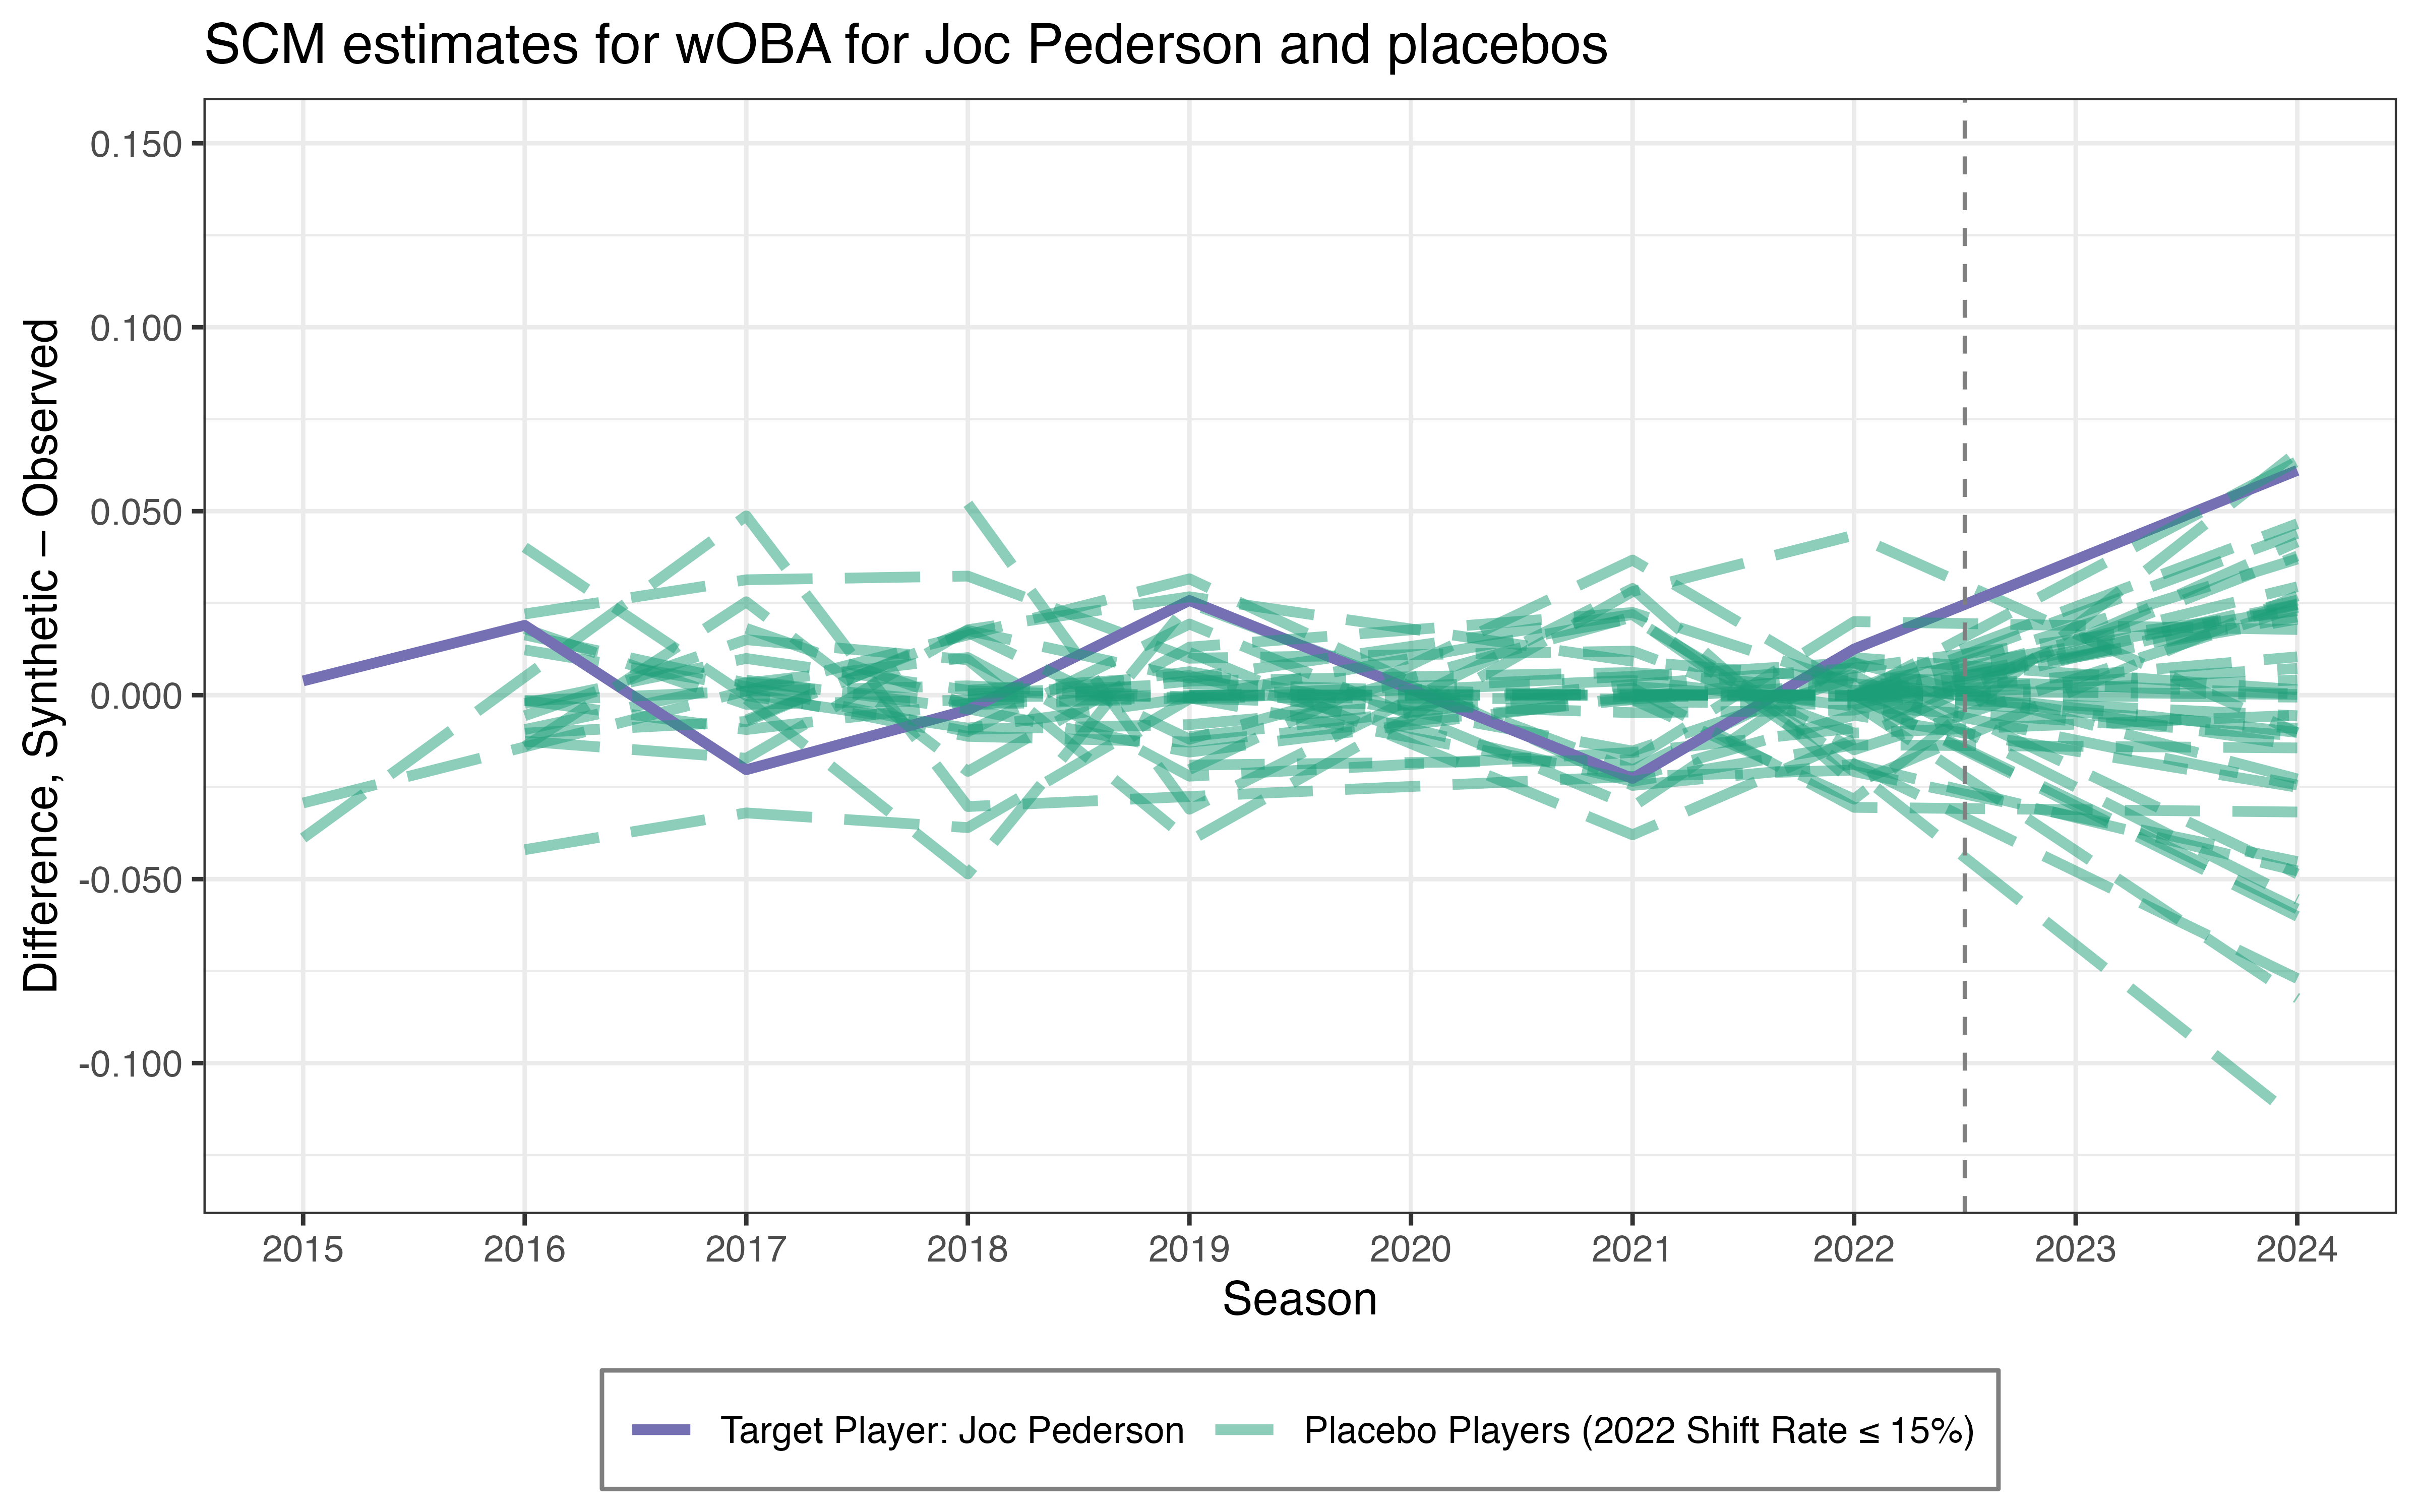 SCM estimates for wOBA for Joc Pederson and placebos
Difference, Synthetic – Observed
0.150
0.100
0.050
0.000
-0.050
-0.100
2015 2016 2017 2018 2019 2020 2021 2022 2023 2024
Season
Target Player: Joc Pederson Placebo Players (2022 Shift Rate ≤ 15%)